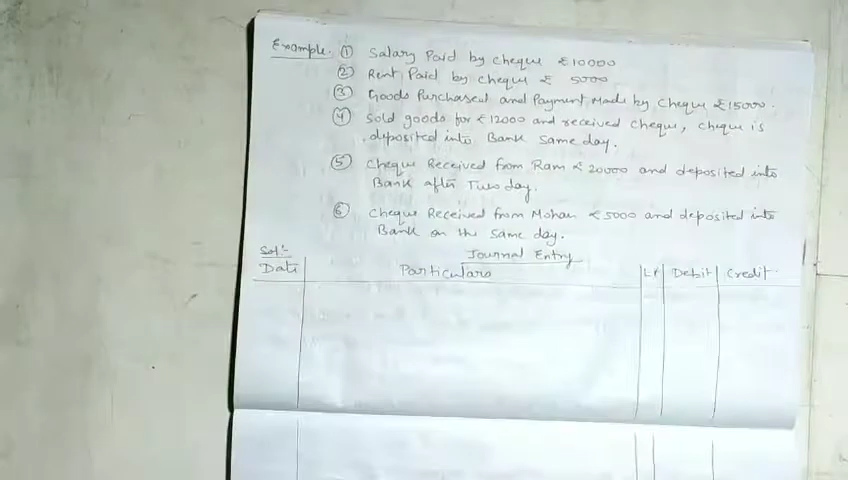 Example. ① Salary Paid by Cheque ₹10000
② Rent Paid by Cheque ₹ 5000
③ Goods Purchased and Payment Made by Cheque ₹15000.
④ Sold goods for ₹12000 and received cheque, cheque is
deposited into Bank same day.
⑤ Cheque Received from Ram ₹20000 and deposited into
Bank after Two day.
⑥ Cheque Received from Mohan ₹5000 and deposited into
Bank on the same day.
Sol:-
Journal Entry
Date Particulars LF Debit Credit